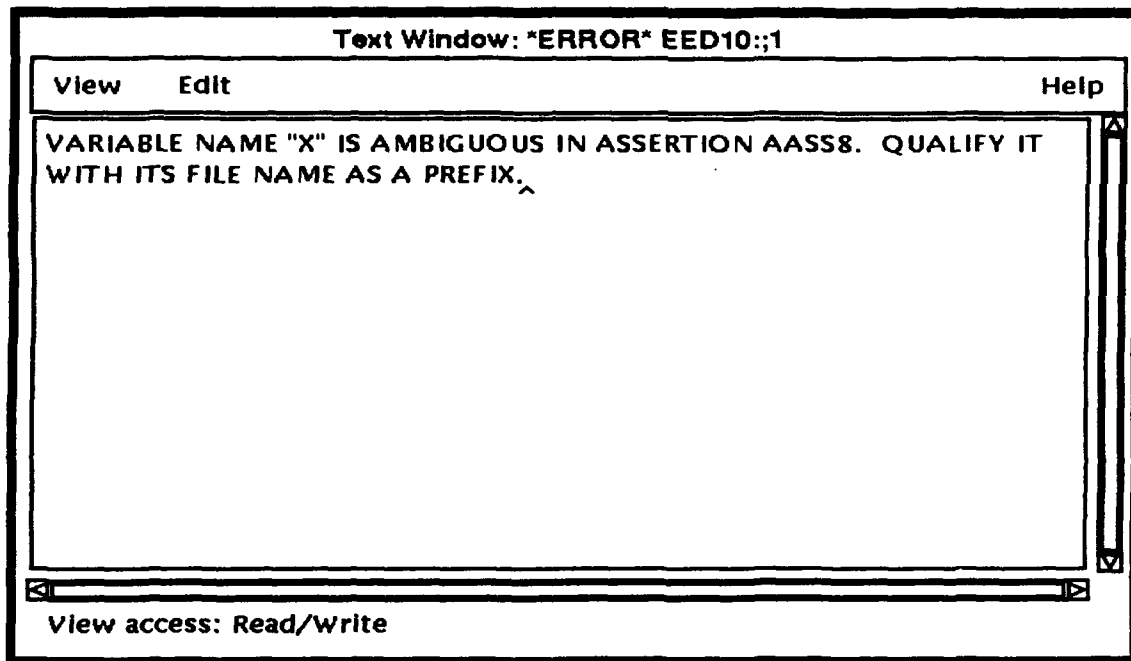 Text Window: *ERROR* EED10:;1
View Edit Help
VARIABLE NAME "X" IS AMBIGUOUS IN ASSERTION AASS8. QUALIFY IT
WITH ITS FILE NAME AS A PREFIX.^
View access: Read/Write